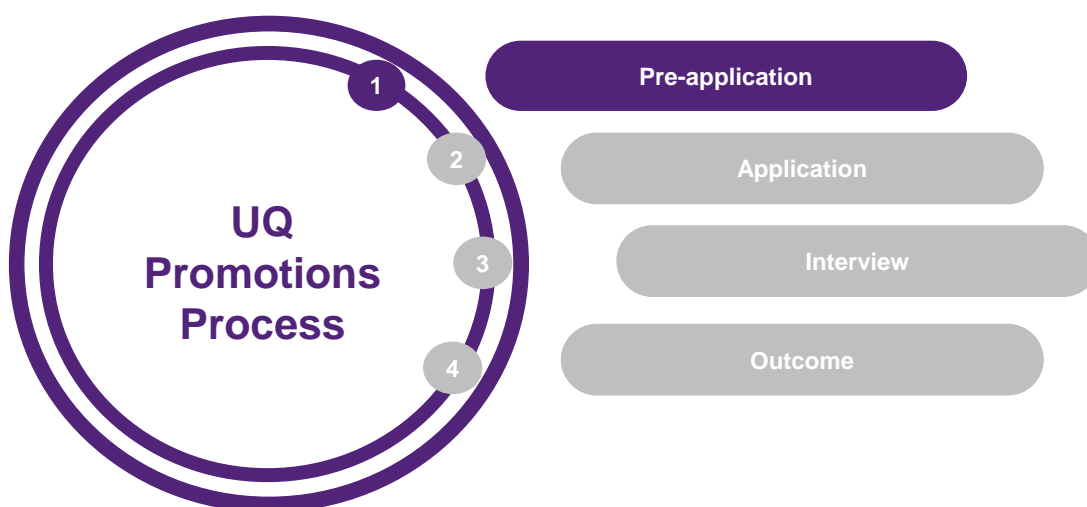 UQ
Promotions
Process
1
Pre-application
2
Application
3
Interview
4
Outcome